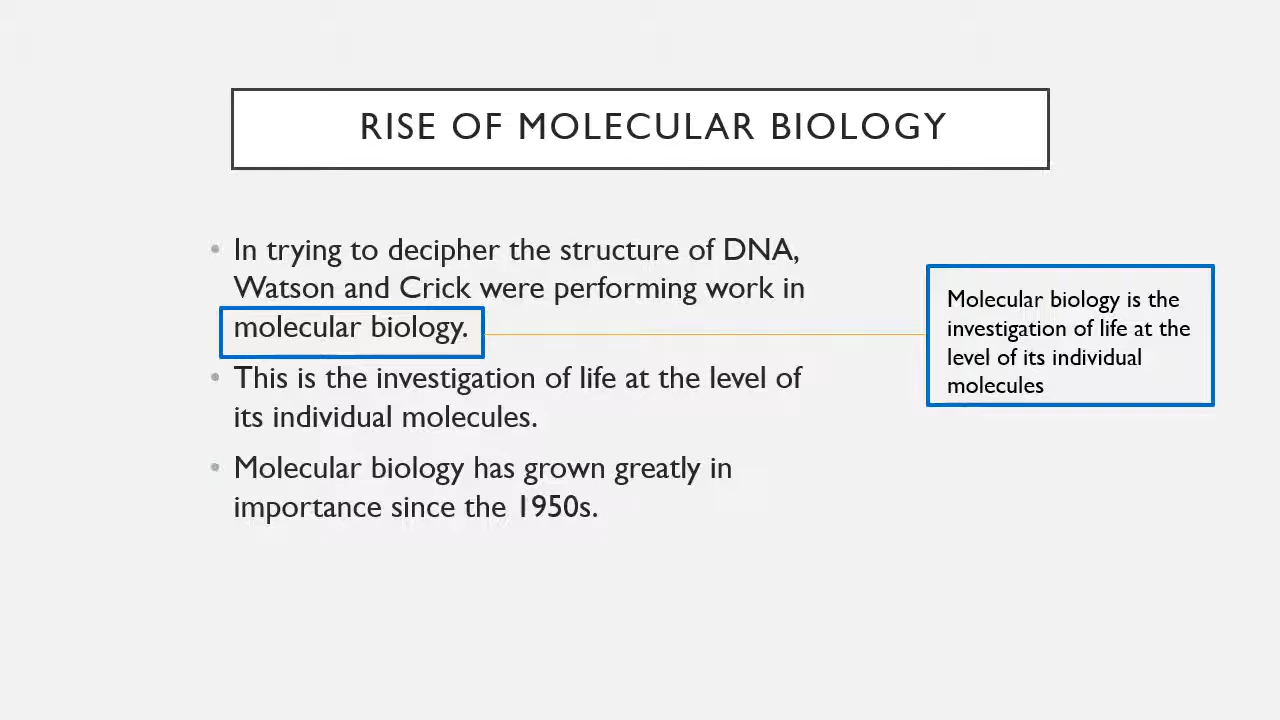 RISE OF MOLECULAR BIOLOGY
• In trying to decipher the structure of DNA,
Watson and Crick were performing work in
molecular biology.
• This is the investigation of life at the level of
its individual molecules.
• Molecular biology has grown greatly in
importance since the 1950s.
Molecular biology is the
investigation of life at the
level of its individual
molecules